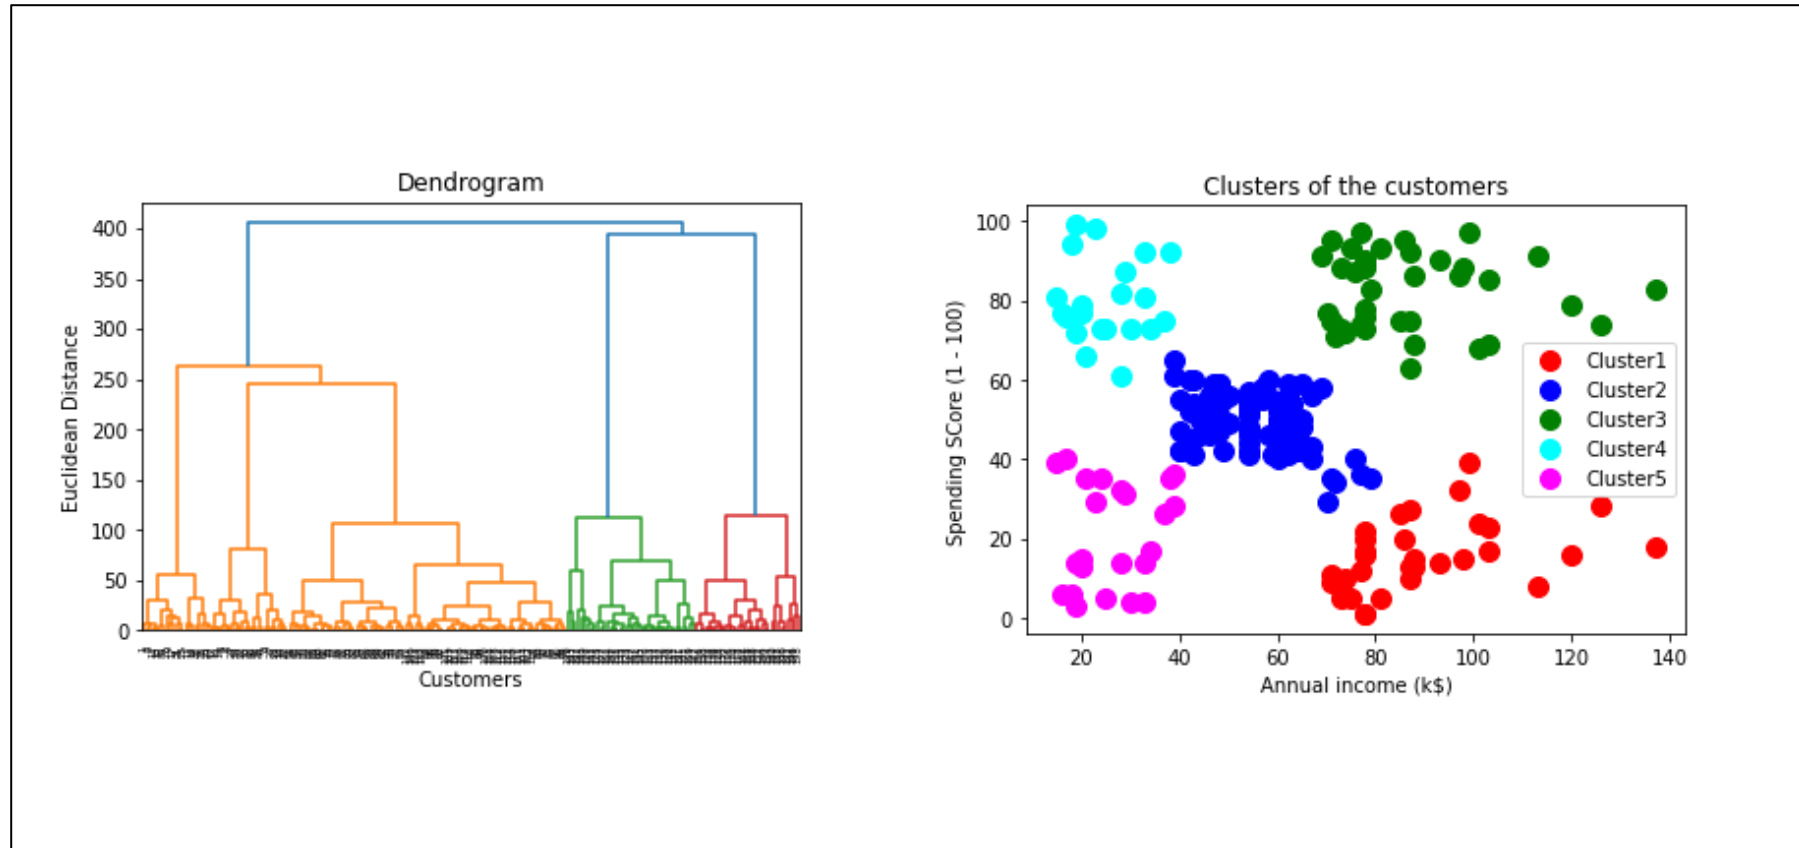 Dendrogram
400
350
300
250
200
150
100
50
0
Euclidean Distance
Customers
Clusters of the customers
100
80
60
40
20
0
Spending SCore (1 - 100)
20 40 60 80 100 120 140
Annual income (k$)
Cluster1
Cluster2
Cluster3
Cluster4
Cluster5